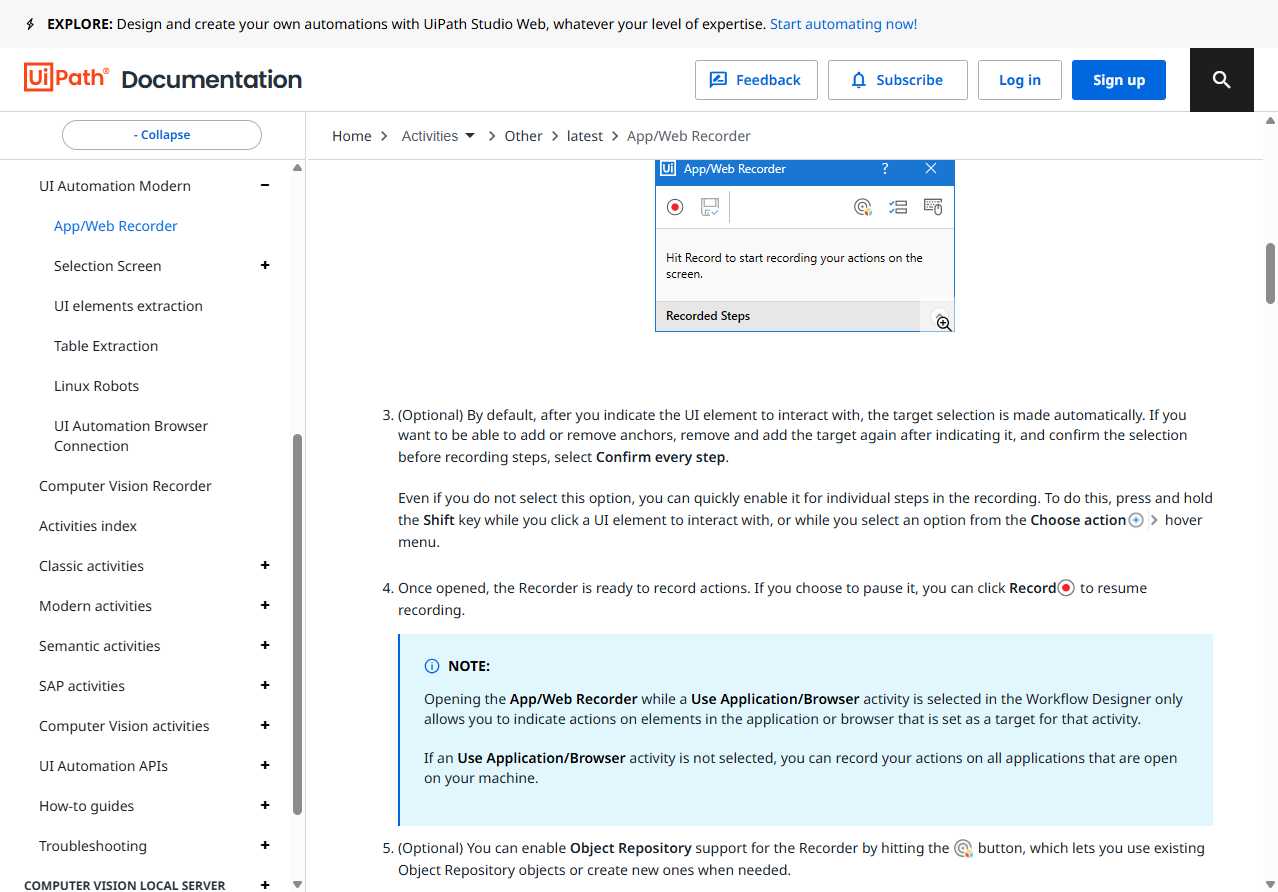 EXPLORE: Design and create your own automations with UiPath Studio Web, whatever your level of expertise. Start automating now!
UiPath® Documentation
Feedback
Subscribe
Log in
Sign up
- Collapse
Home > Activities > Other > latest > App/Web Recorder
UI Automation Modern −
App/Web Recorder
Selection Screen +
UI elements extraction
Table Extraction
Linux Robots
UI Automation Browser
Connection
Computer Vision Recorder
Activities index
Classic activities +
Modern activities +
Semantic activities +
SAP activities +
Computer Vision activities +
UI Automation APIs +
How-to guides +
Troubleshooting +
COMPUTER VISION LOCAL SERVER +
Ui App/Web Recorder ?
Hit Record to start recording your actions on the
screen.
Recorded Steps
3. (Optional) By default, after you indicate the UI element to interact with, the target selection is made automatically. If you
want to be able to add or remove anchors, remove and add the target again after indicating it, and confirm the selection
before recording steps, select Confirm every step.
Even if you do not select this option, you can quickly enable it for individual steps in the recording. To do this, press and hold
the Shift key while you click a UI element to interact with, or while you select an option from the Choose action > hover
menu.
4. Once opened, the Recorder is ready to record actions. If you choose to pause it, you can click Record to resume
recording.
NOTE:
Opening the App/Web Recorder while a Use Application/Browser activity is selected in the Workflow Designer only
allows you to indicate actions on elements in the application or browser that is set as a target for that activity.
If an Use Application/Browser activity is not selected, you can record your actions on all applications that are open
on your machine.
5. (Optional) You can enable Object Repository support for the Recorder by hitting the button, which lets you use existing
Object Repository objects or create new ones when needed.